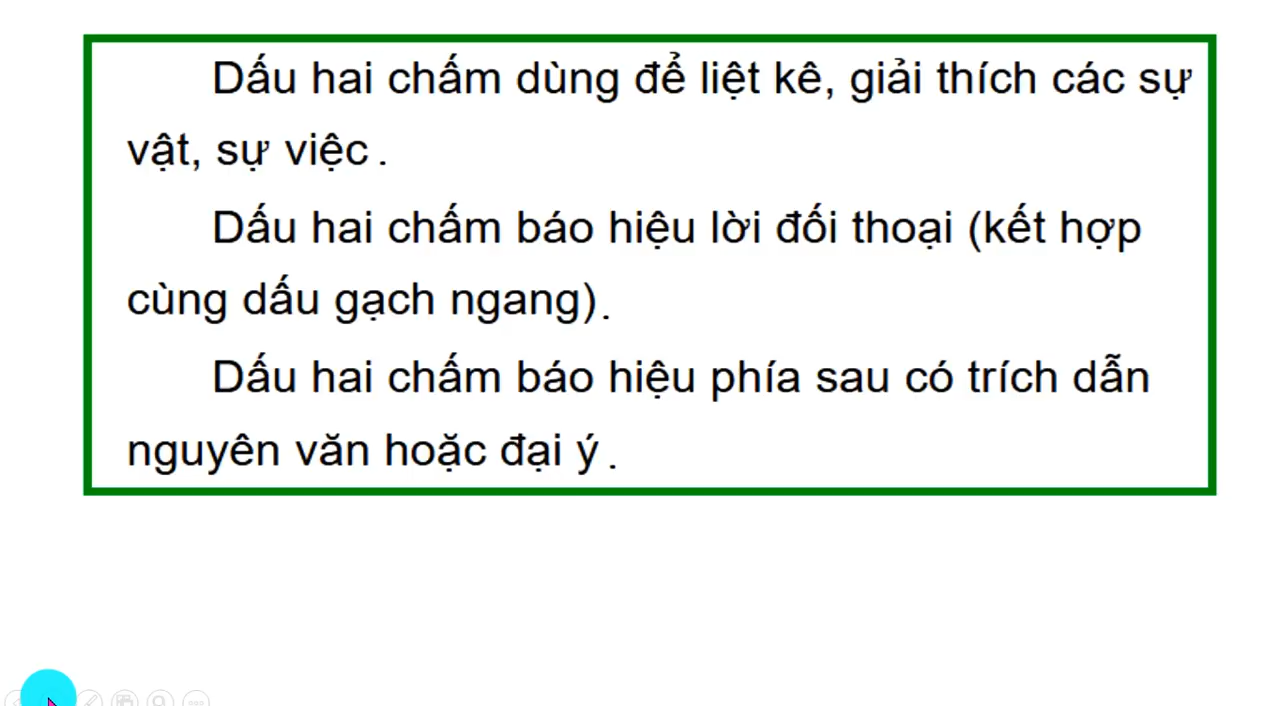 Dấu hai chấm dùng để liệt kê, giải thích các sự
vật, sự việc .
Dấu hai chấm báo hiệu lời đối thoại (kết hợp
cùng dấu gạch ngang).
Dấu hai chấm báo hiệu phía sau có trích dẫn
nguyên văn hoặc đại ý .